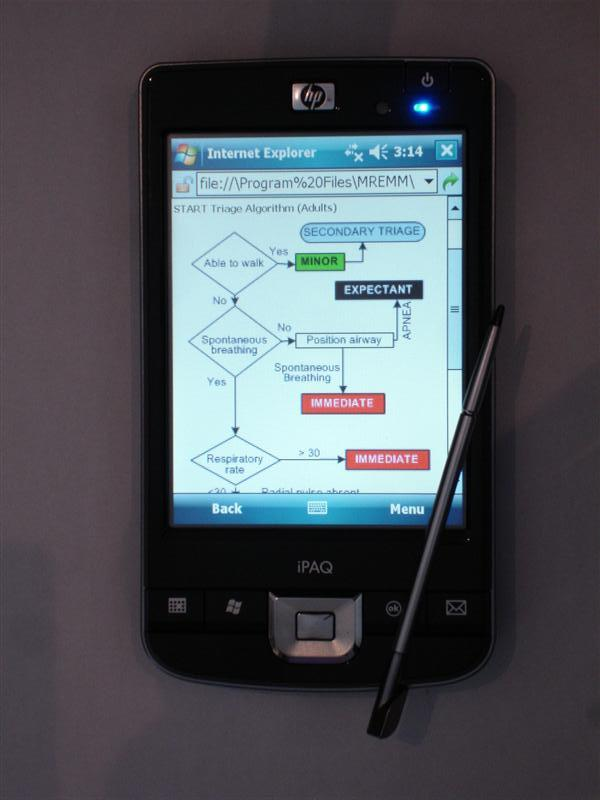 hp
Internet Explorer 3:14
file://\Program%20Files\MREMM\
START Triage Algorithm (Adults)
SECONDARY TRIAGE
Yes
Able to walk
MINOR
EXPECTANT
No
APNEA
No
Spontaneous
breathing
Position airway
Spontaneous
Breathing
Yes
IMMEDIATE
Respiratory
rate
> 30
IMMEDIATE
<30
Radial pulse absent
Back
Menu
iPAQ
ok